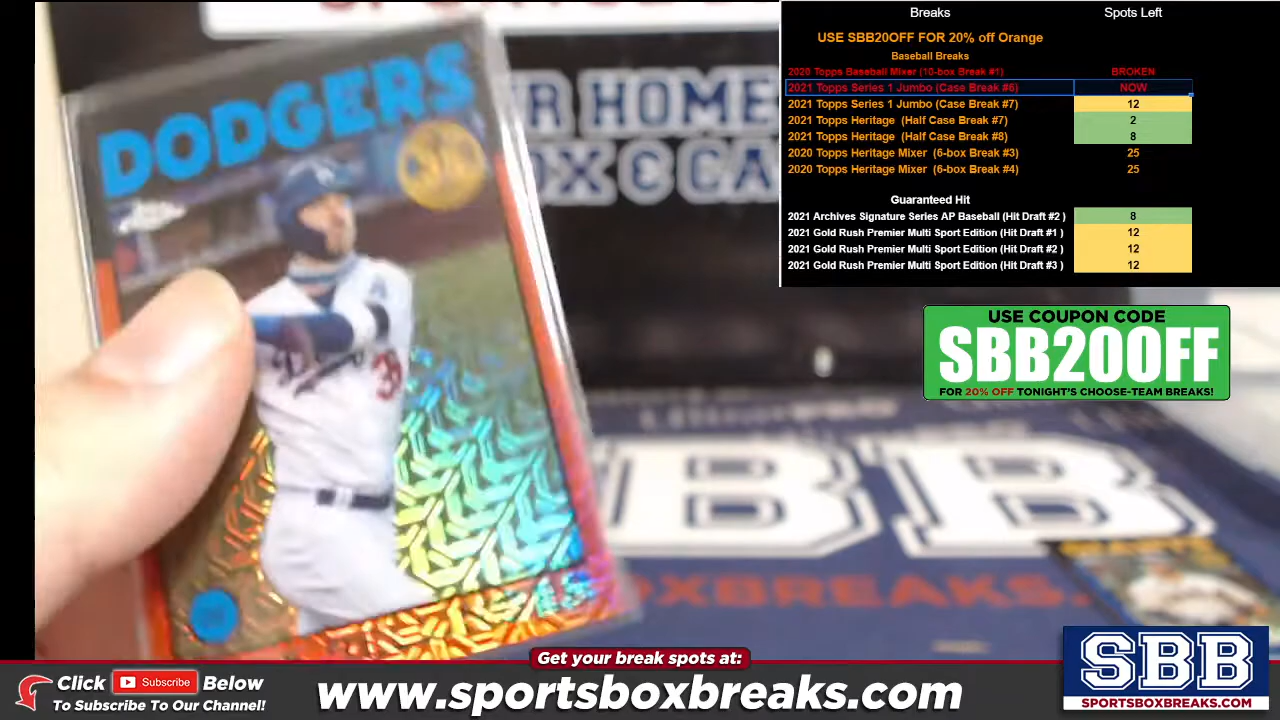 Breaks Spots Left
USE SBB20OFF FOR 20% off Orange
Baseball Breaks
2020 Topps Baseball Mixer (10-box Break #1) BROKEN
2021 Topps Series 1 Jumbo (Case Break #6) NOW
2021 Topps Series 1 Jumbo (Case Break #7) 12
2021 Topps Heritage (Half Case Break #7) 2
2021 Topps Heritage (Half Case Break #8) 8
2020 Topps Heritage Mixer (6-box Break #3) 25
2020 Topps Heritage Mixer (6-box Break #4) 25
Guaranteed Hit
2021 Archives Signature Series AP Baseball (Hit Draft #2 ) 8
2021 Gold Rush Premier Multi Sport Edition (Hit Draft #1 ) 12
2021 Gold Rush Premier Multi Sport Edition (Hit Draft #2 ) 12
2021 Gold Rush Premier Multi Sport Edition (Hit Draft #3 ) 12
DODGERS
R HOME
X & CA
USE COUPON CODE
SBB20OFF
FOR 20% OFF TONIGHT'S CHOOSE-TEAM BREAKS!
BB
OXBREAKS.
Get your break spots at:
Click Subscribe Below
To Subscribe To Our Channel!
www.sportsboxbreaks.com
SBB
SPORTSBOXBREAKS.COM